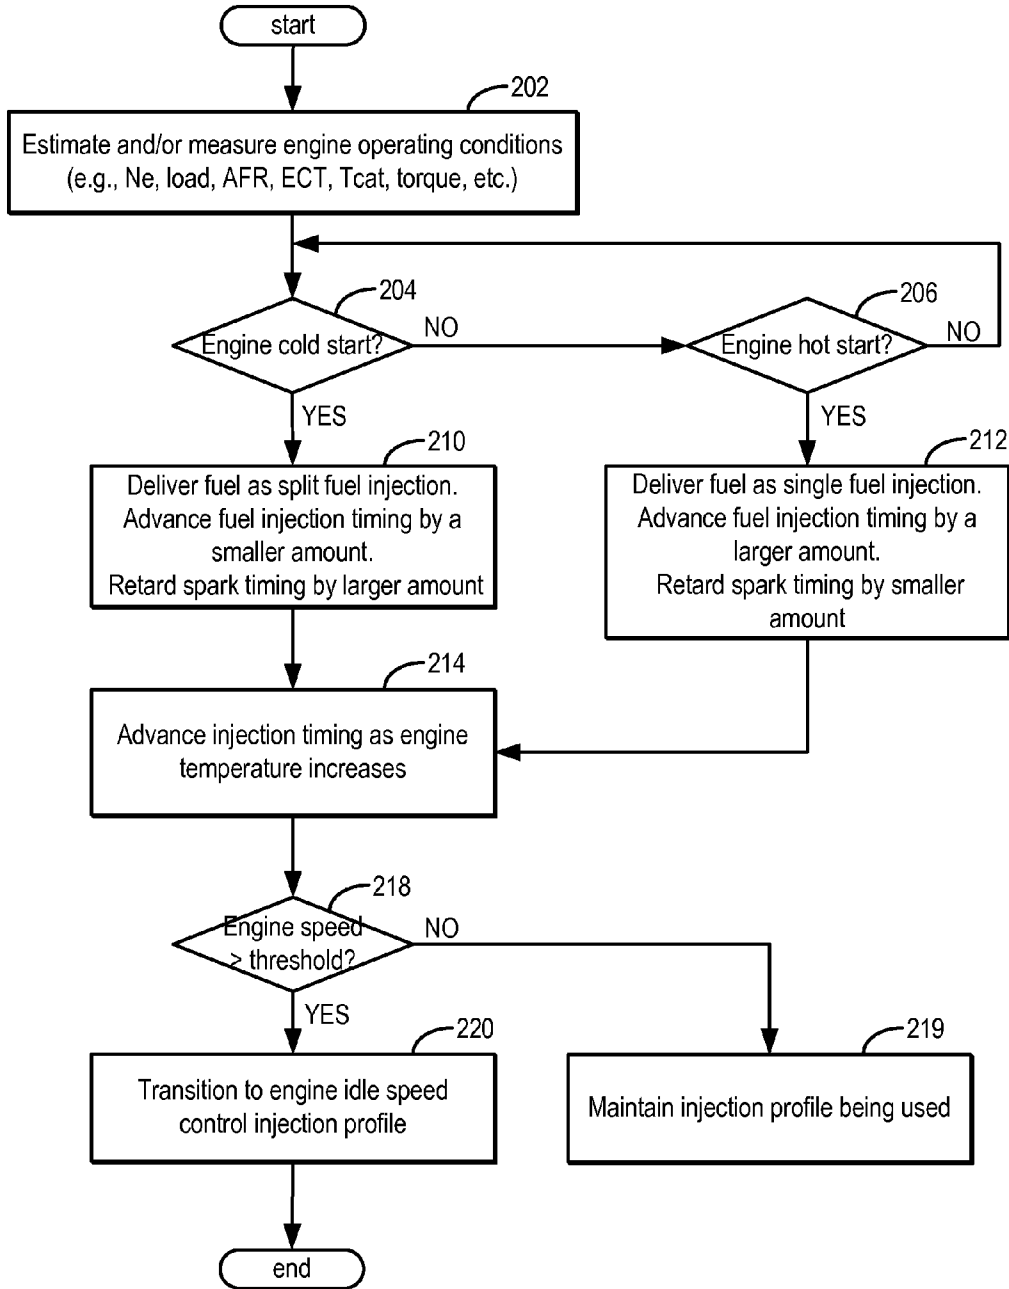 start
202
Estimate and/or measure engine operating conditions
(e.g., Ne, load, AFR, ECT, Tcat, torque, etc.)
204
Engine cold start?
NO
206
Engine hot start?
NO
YES
YES
210
Deliver fuel as split fuel injection.
Advance fuel injection timing by a
smaller amount.
Retard spark timing by larger amount
212
Deliver fuel as single fuel injection.
Advance fuel injection timing by a
larger amount.
Retard spark timing by smaller
amount
214
Advance injection timing as engine
temperature increases
218
Engine speed
> threshold?
NO
YES
220
Transition to engine idle speed
control injection profile
219
Maintain injection profile being used
end